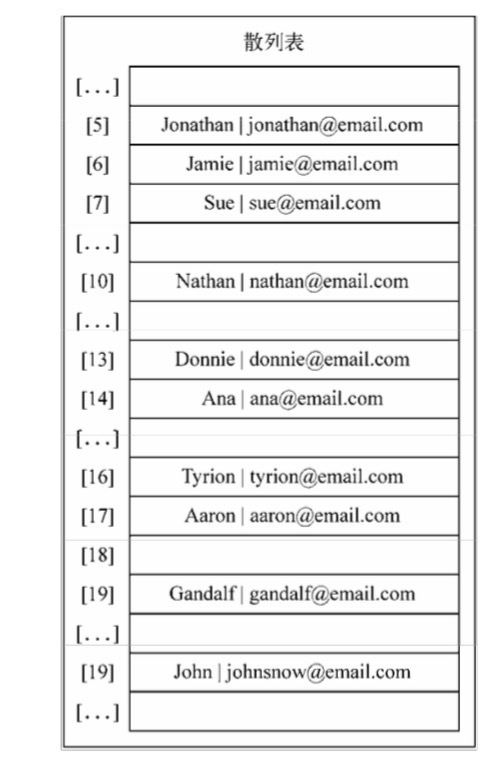 散列表
[...]
[5] Jonathan | jonathan@email.com
[6] Jamie | jamie@email.com
[7] Sue | sue@email.com
[...]
[10] Nathan | nathan@email.com
[...]
[13] Donnie | donnie@email.com
[14] Ana | ana@email.com
[...]
[16] Tyrion | tyrion@email.com
[17] Aaron | aaron@email.com
[18]
[19] Gandalf | gandalf@email.com
[...]
[19] John | johnsnow@email.com
[...]